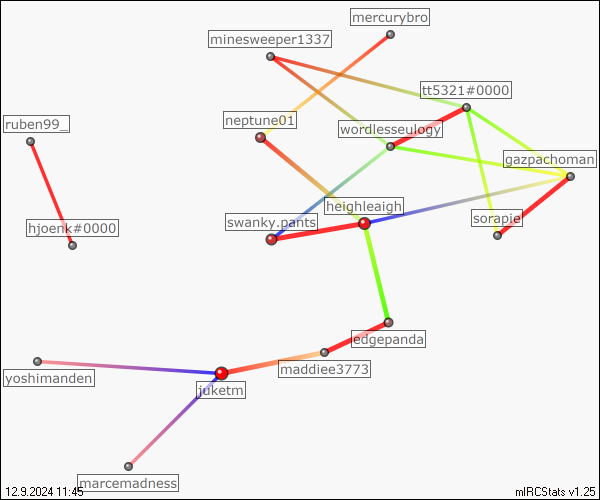 mercurybro
minesweeper1337
tt5321#0000
neptune01
ruben99_
wordlesseulogy
gazpachoman
heighleaigh
swanky.pants
sorapie
hjoenk#0000
edgepanda
maddiee3773
yoshimanden
juketm
marcemadness
12.9.2024 11:45
mIRCStats v1.25